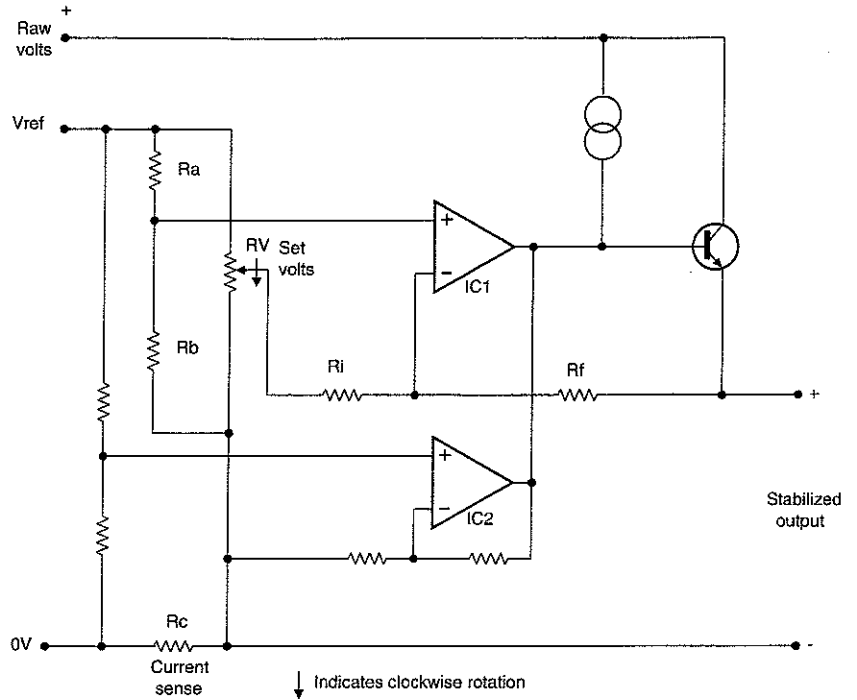 +
Raw
volts
Vref
Ra
+
RV
Set
volts
−
IC1
Rb
Ri
Rf
+
+
−
IC2
Stabilized
output
0V
Rc
-
Current
sense
Indicates clockwise rotation